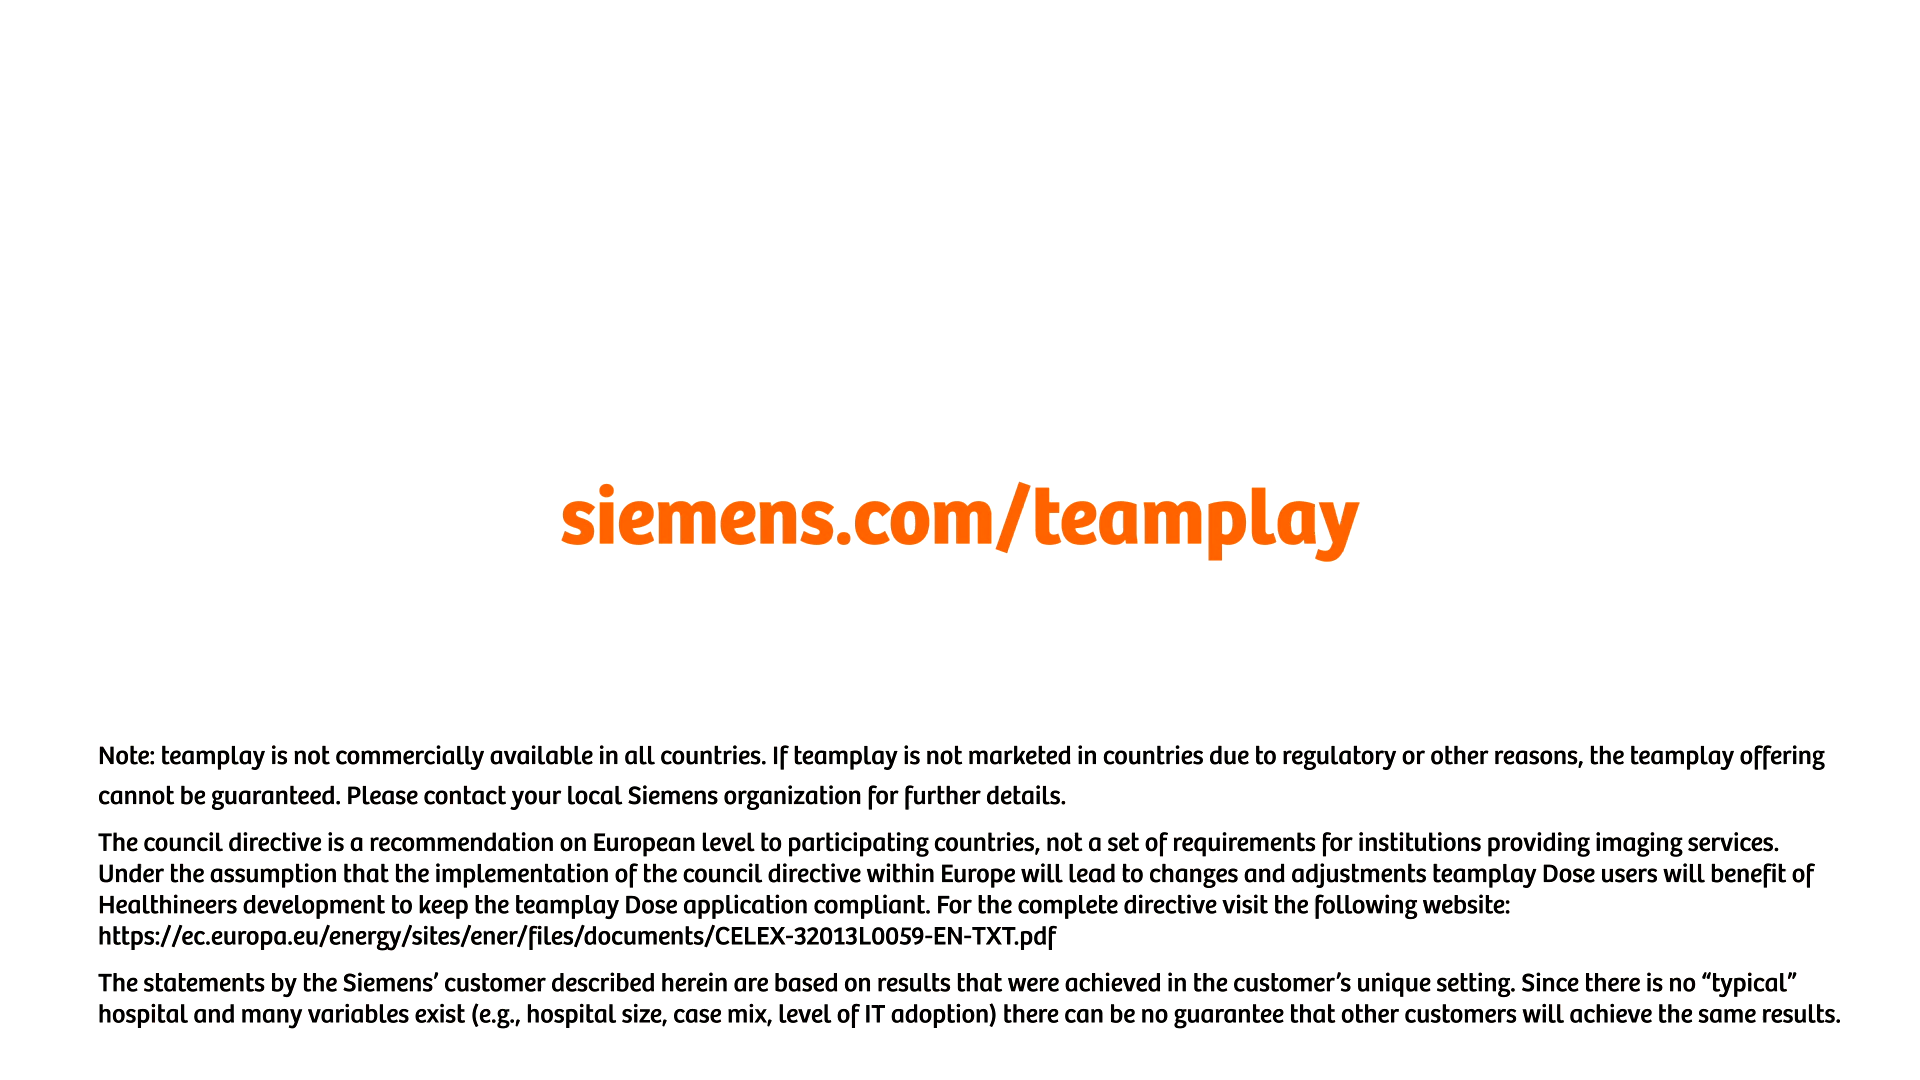 siemens.com/teamplay
Note: teamplay is not commercially available in all countries. If teamplay is not marketed in countries due to regulatory or other reasons, the teamplay offering
cannot be guaranteed. Please contact your local Siemens organization for further details.
The council directive is a recommendation on European level to participating countries, not a set of requirements for institutions providing imaging services.
Under the assumption that the implementation of the council directive within Europe will lead to changes and adjustments teamplay Dose users will benefit of
Healthineers development to keep the teamplay Dose application compliant. For the complete directive visit the following website:
https://ec.europa.eu/energy/sites/ener/files/documents/CELEX-32013L0059-EN-TXT.pdf
The statements by the Siemens’ customer described herein are based on results that were achieved in the customer’s unique setting. Since there is no “typical”
hospital and many variables exist (e.g., hospital size, case mix, level of IT adoption) there can be no guarantee that other customers will achieve the same results.